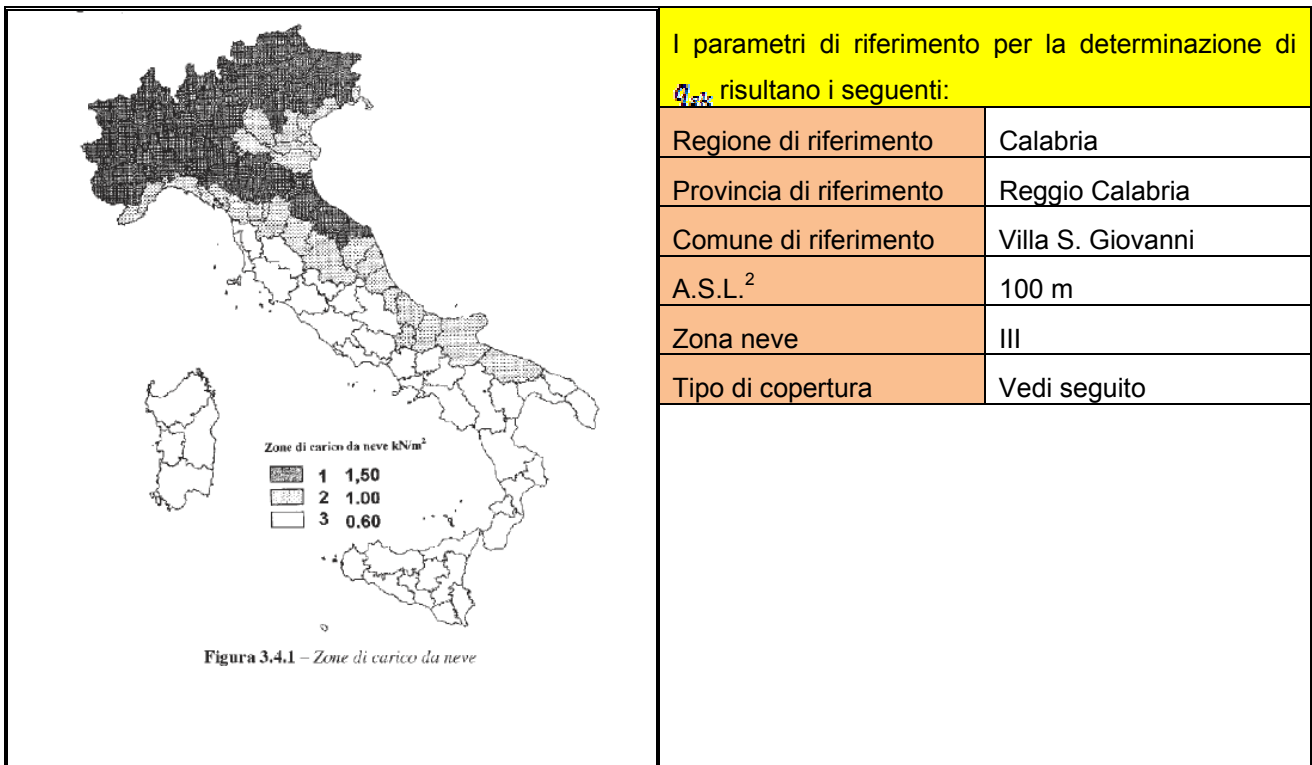 Zone di carico da neve kN/m²
1 1,50
2 1.00
3 0.60
Figura 3.4.1 – Zone di carico da neve
I parametri di riferimento per la determinazione di
risultano i seguenti:
Regione di riferimento Calabria
Provincia di riferimento Reggio Calabria
Comune di riferimento Villa S. Giovanni
A.S.L.² 100 m
Zona neve III
Tipo di copertura Vedi seguito